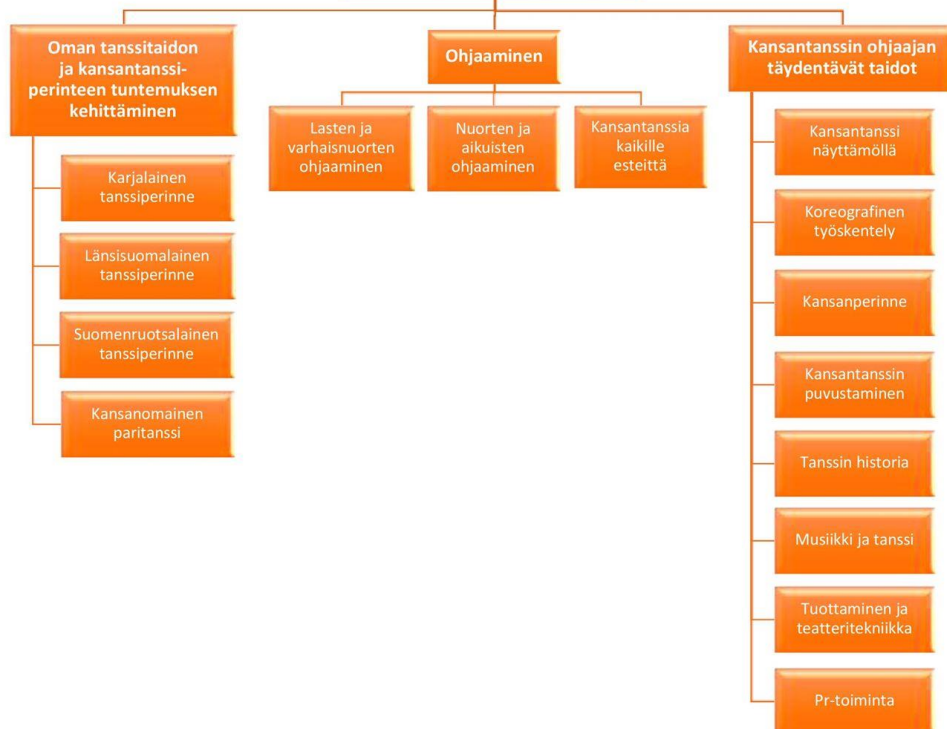 Oman tanssitaidon
ja kansantanssi-
perinteen tuntemuksen
kehittäminen
Karjalainen
tanssiperinne
Länsisuomalainen
tanssiperinne
Suomenruotsalainen
tanssiperinne
Kansanomainen
paritanssi
Ohjaaminen
Lasten ja
varhaisnuorten
ohjaaminen
Nuorten ja
aikuisten
ohjaaminen
Kansantanssia
kaikille
esteittä
Kansantanssin ohjaajan
täydentävät taidot
Kansantanssi
näyttämöllä
Koreografinen
työskentely
Kansanperinne
Kansantanssin
puvustaminen
Tanssin historia
Musiikki ja tanssi
Tuottaminen ja
teatteritekniikka
Pr-toiminta